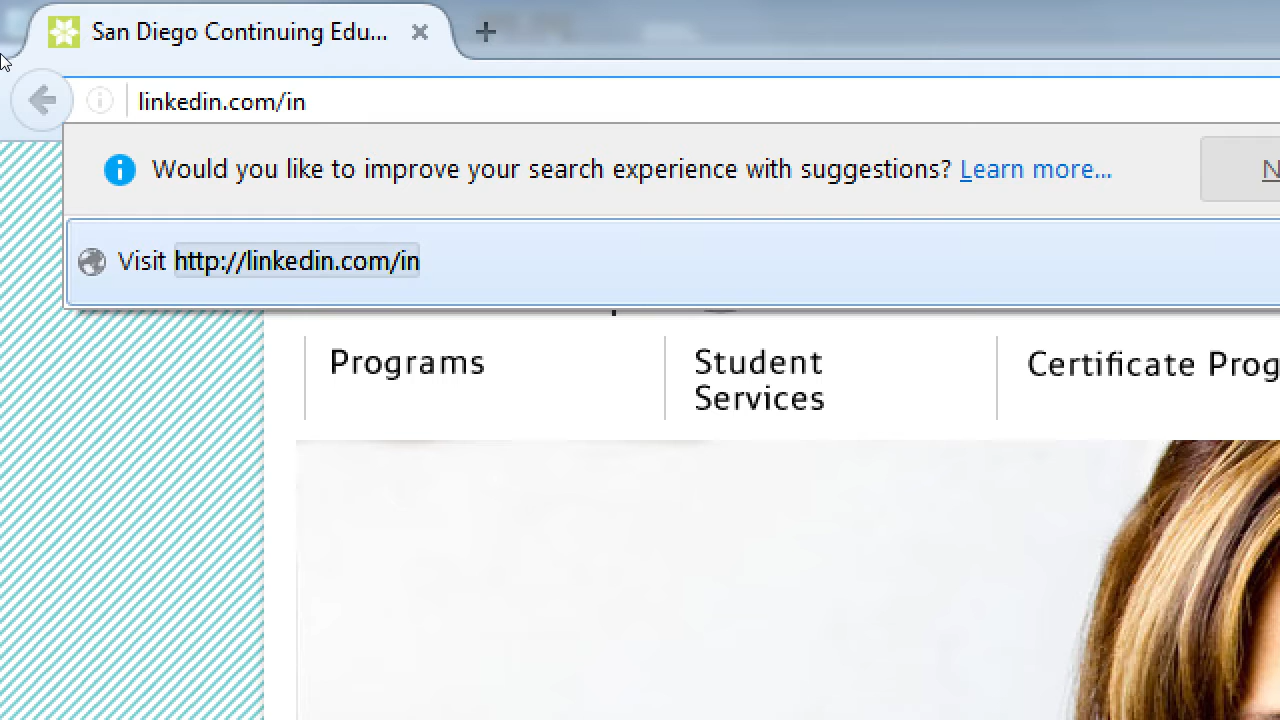 San Diego Continuing Edu...
linkedin.com/in
Would you like to improve your search experience with suggestions? Learn more...
Visit http://linkedin.com/in
Programs
Student
Services
Certificate Prog